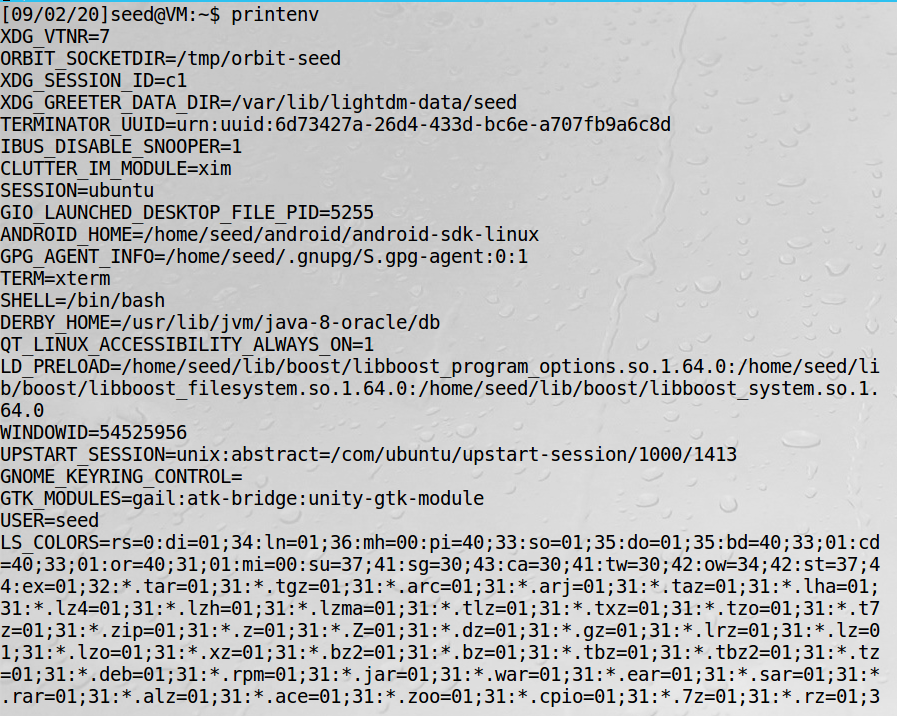 [09/02/20]seed@VM:~$ printenv
XDG_VTNR=7
ORBIT_SOCKETDIR=/tmp/orbit-seed
XDG_SESSION_ID=c1
XDG_GREETER_DATA_DIR=/var/lib/lightdm-data/seed
TERMINATOR_UUID=urn:uuid:6d73427a-26d4-433d-bc6e-a707fb9a6c8d
IBUS_DISABLE_SNOOPER=1
CLUTTER_IM_MODULE=xim
SESSION=ubuntu
GIO_LAUNCHED_DESKTOP_FILE_PID=5255
ANDROID_HOME=/home/seed/android/android-sdk-linux
GPG_AGENT_INFO=/home/seed/.gnupg/S.gpg-agent:0:1
TERM=xterm
SHELL=/bin/bash
DERBY_HOME=/usr/lib/jvm/java-8-oracle/db
QT_LINUX_ACCESSIBILITY_ALWAYS_ON=1
LD_PRELOAD=/home/seed/lib/boost/libboost_program_options.so.1.64.0:/home/seed/li
b/boost/libboost_filesystem.so.1.64.0:/home/seed/lib/boost/libboost_system.so.1.
64.0
WINDOWID=54525956
UPSTART_SESSION=unix:abstract=/com/ubuntu/upstart-session/1000/1413
GNOME_KEYRING_CONTROL=
GTK_MODULES=gail:atk-bridge:unity-gtk-module
USER=seed
LS_COLORS=rs=0:di=01;34:ln=01;36:mh=00:pi=40;33:so=01;35:do=01;35:bd=40;33;01:cd
=40;33;01:or=40;31;01:mi=00:su=37;41:sg=30;43:ca=30;41:tw=30;42:ow=34;42:st=37;4
4:ex=01;32:*.tar=01;31:*.tgz=01;31:*.arc=01;31:*.arj=01;31:*.taz=01;31:*.lha=01;
31:*.lz4=01;31:*.lzh=01;31:*.lzma=01;31:*.tlz=01;31:*.txz=01;31:*.tzo=01;31:*.t7
z=01;31:*.zip=01;31:*.z=01;31:*.Z=01;31:*.dz=01;31:*.gz=01;31:*.lrz=01;31:*.lz=0
1;31:*.lzo=01;31:*.xz=01;31:*.bz2=01;31:*.bz=01;31:*.tbz=01;31:*.tbz2=01;31:*.tz
=01;31:*.deb=01;31:*.rpm=01;31:*.jar=01;31:*.war=01;31:*.ear=01;31:*.sar=01;31:*
.rar=01;31:*.alz=01;31:*.ace=01;31:*.zoo=01;31:*.cpio=01;31:*.7z=01;31:*.rz=01;3